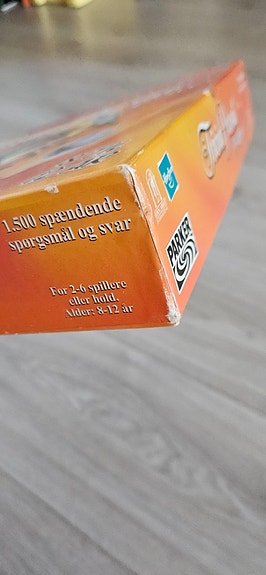 1.500 spændende
spørgsmål og svar
For 2-6 spillere
eller hold.
Alder: 8-12 år
PARKER